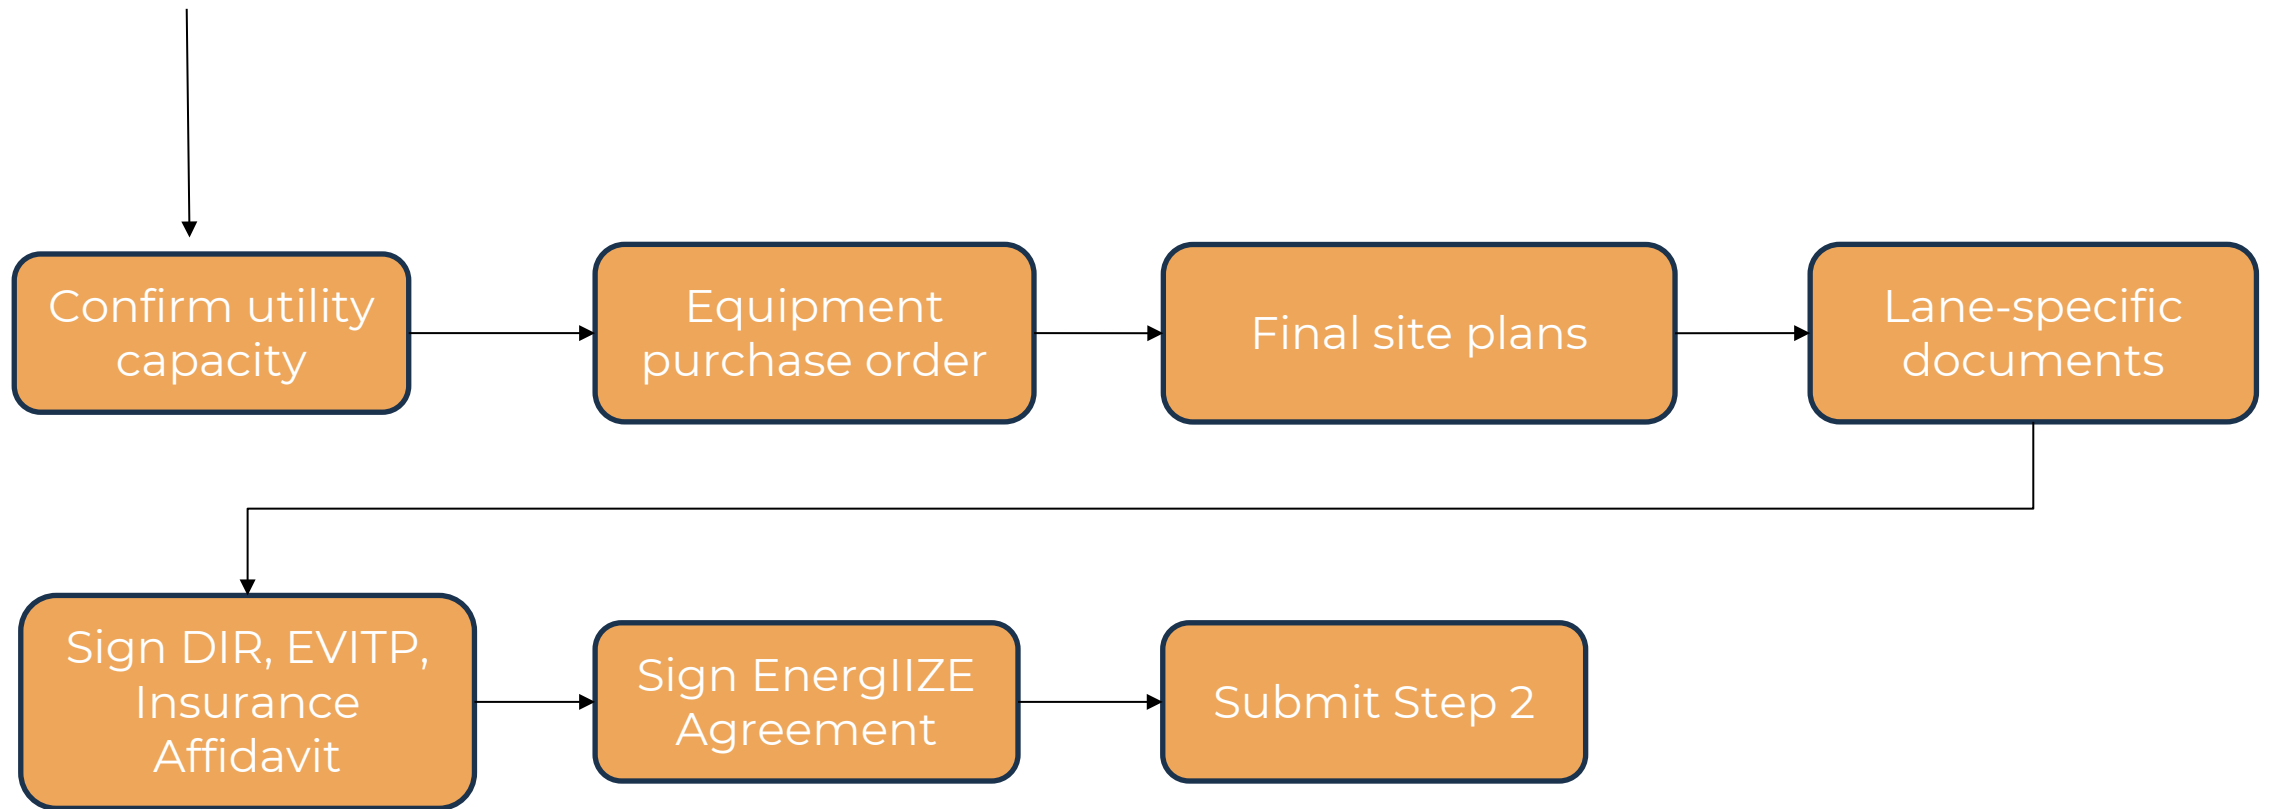 Confirm utility
capacity
Equipment
purchase order
Final site plans
Lane-specific
documents
Sign DIR, EVITP,
Insurance
Affidavit
Sign EnergIIZE
Agreement
Submit Step 2